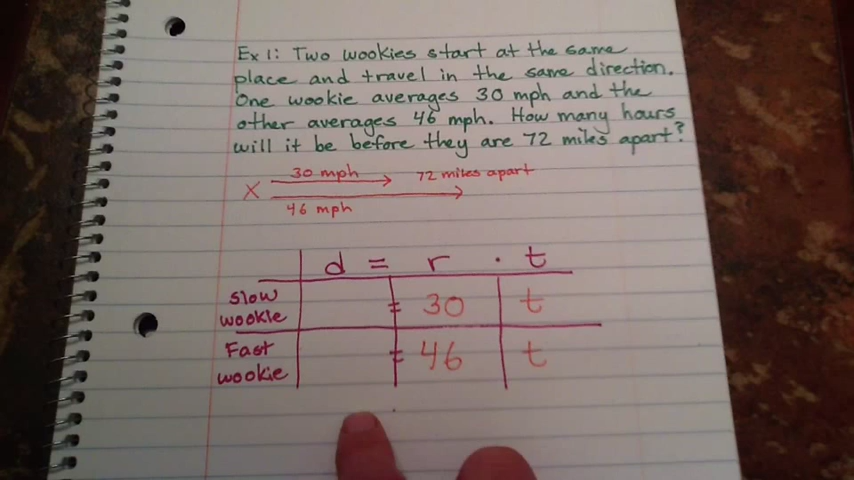 Ex 1: Two wookies start at the same
place and travel in the same direction.
One wookie averages 30 mph and the
other averages 46 mph. How many hours
will it be before they are 72 miles apart?
30 mph 72 miles apart
X
46 mph
d = r · t
slow
wookie = 30 t
Fast
wookie = 46 t